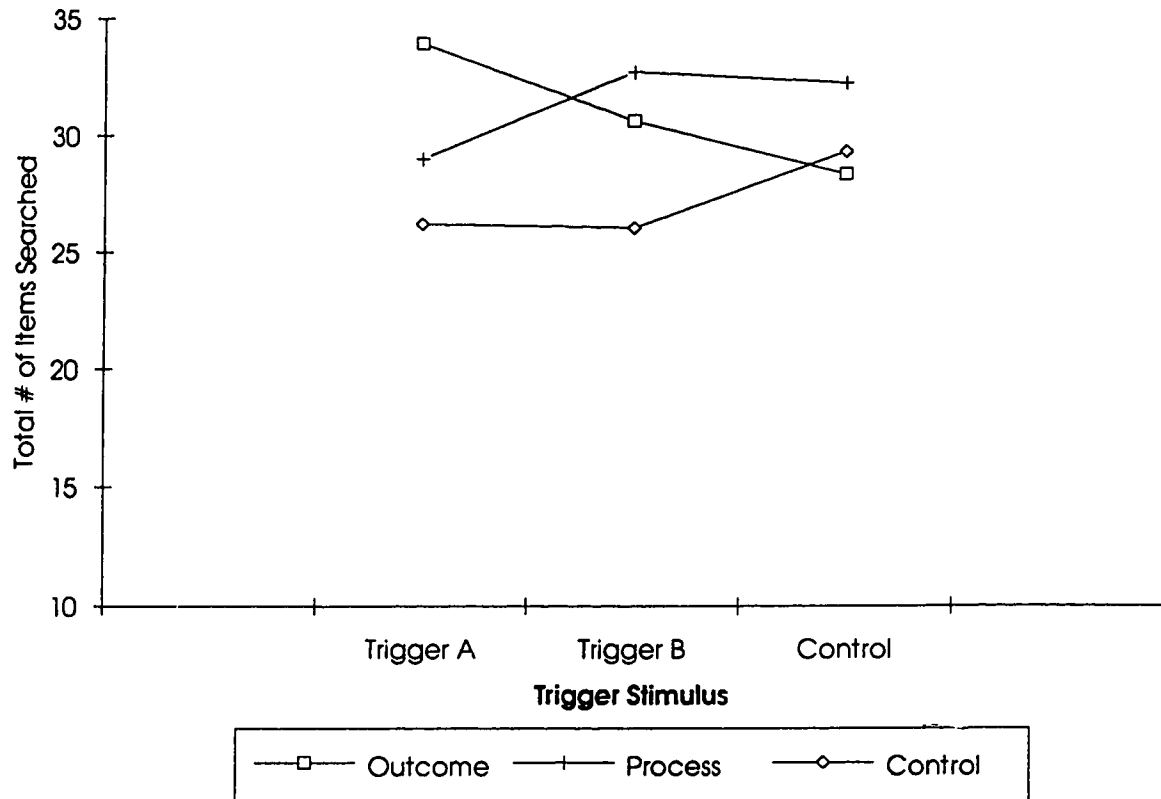 35
30
25
20
15
10
Total # of Items Searched
Trigger A Trigger B Control
Trigger Stimulus
Outcome Process Control